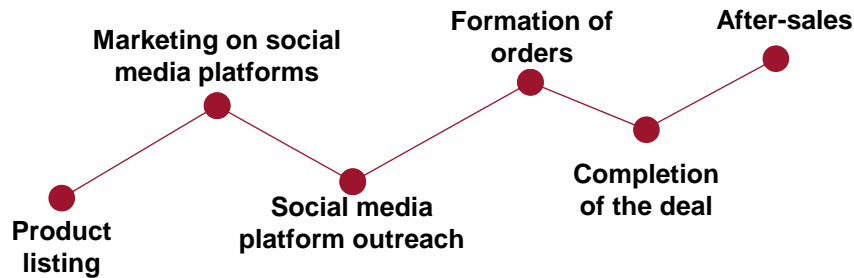 Product
listing
Marketing on social
media platforms
Social media
platform outreach
Formation of
orders
Completion
of the deal
After-sales